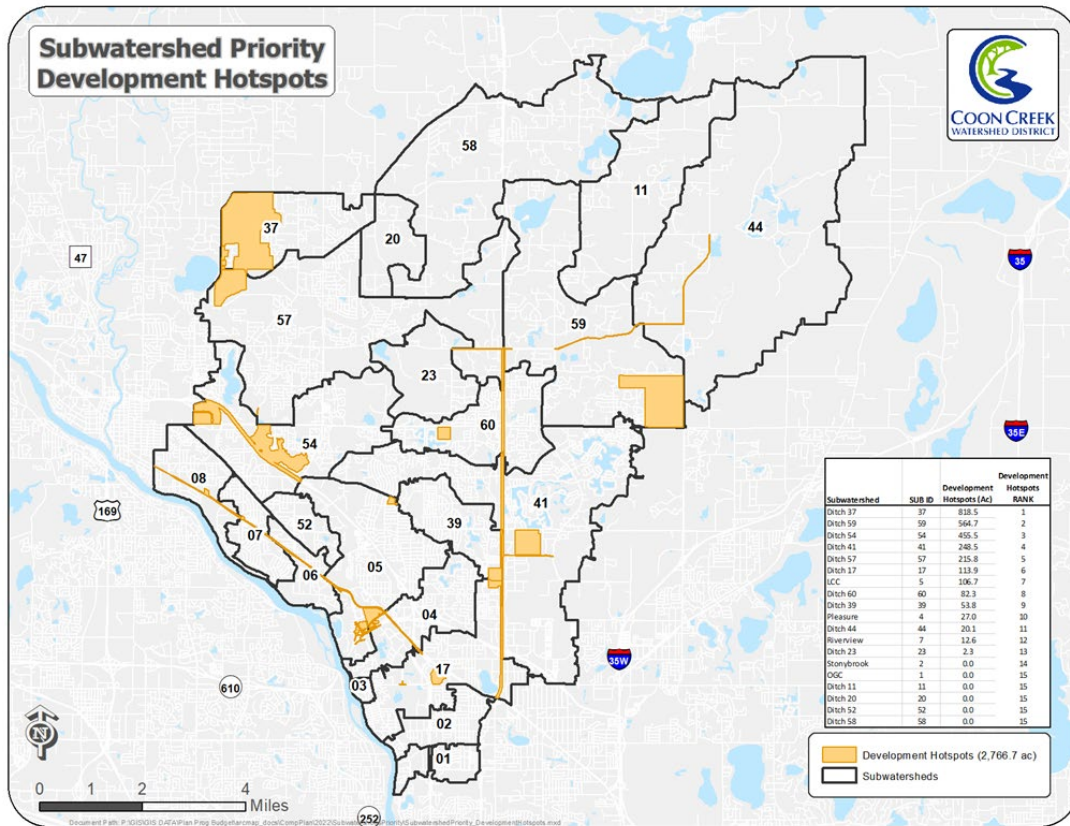 Subwatershed Priority
Development Hotspots
COON CREEK
WATERSHED DISTRICT
58
11
37
20
44
47
35
57
59
23
60
35E
54
08
41
169
52
39
07
05
06
04
35W
17
03
610
02
01
N
0 1 2 4
Miles
252
Subwatershed SUB ID Development Hotspots (Ac) Development Hotspots RANK
Ditch 37 37 818.5 1
Ditch 59 59 564.7 2
Ditch 54 54 455.5 3
Ditch 41 41 248.5 4
Ditch 57 57 215.8 5
Ditch 17 17 113.9 6
LCC 5 106.7 7
Ditch 60 60 82.3 8
Ditch 39 39 53.8 9
Pleasure 4 27.0 10
Ditch 44 44 20.1 11
Riverview 7 12.6 12
Ditch 23 23 2.3 13
Stonybrook 2 0.0 14
OGC 1 0.0 15
Ditch 11 11 0.0 15
Ditch 20 20 0.0 15
Ditch 52 52 0.0 15
Ditch 58 58 0.0 15
Development Hotspots (2,766.7 ac)
Subwatersheds